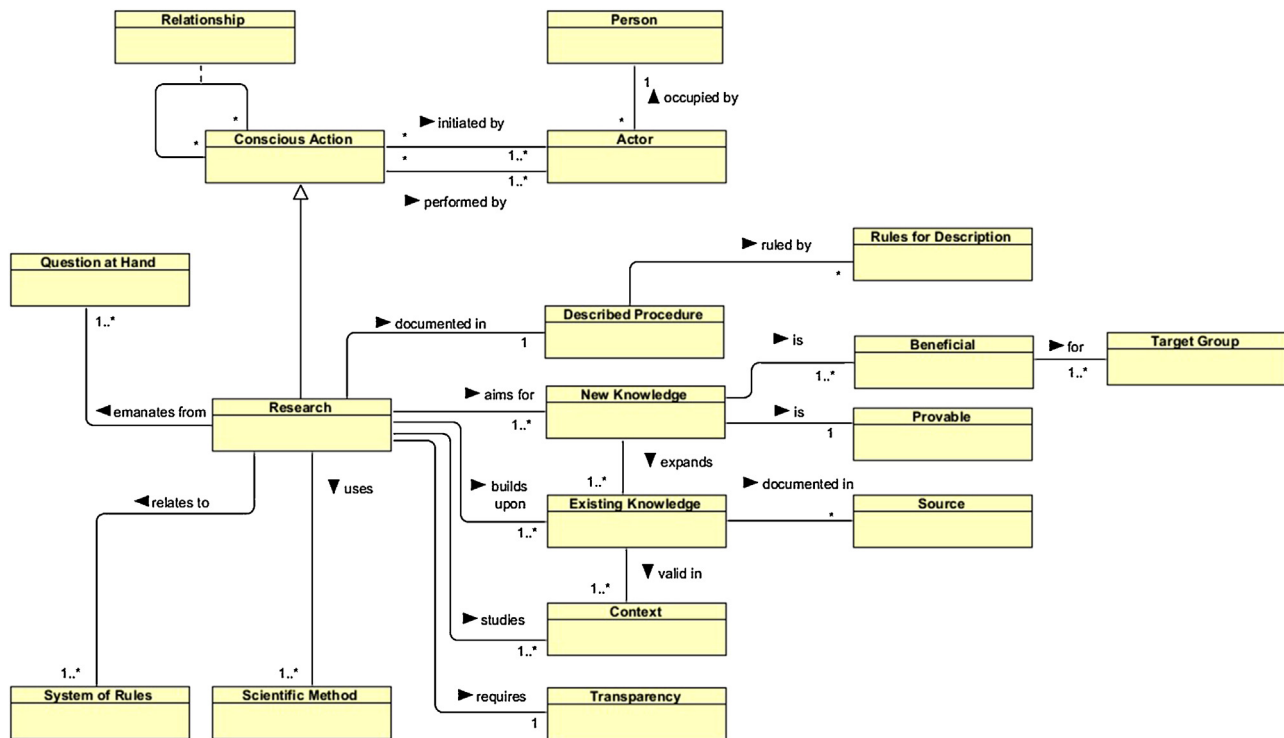 Relationship
Person
1
▲ occupied by
*
*
*
► initiated by
Conscious Action
*
1..*
Actor
*
1..*
► performed by
► ruled by
Rules for Description
*
Question at Hand
1..*
► documented in
1
Described Procedure
► is
1..*
Beneficial
► for
1..*
Target Group
◄ emanates from
Research
► aims for
1..*
New Knowledge
► is
1
Provable
▼ expands
1..*
◄ relates to
▼ uses
► builds
upon
1..*
Existing Knowledge
► documented in
*
Source
▼ valid in
1..*
► studies
1..*
Context
1..*
System of Rules
1..*
Scientific Method
► requires
1
Transparency